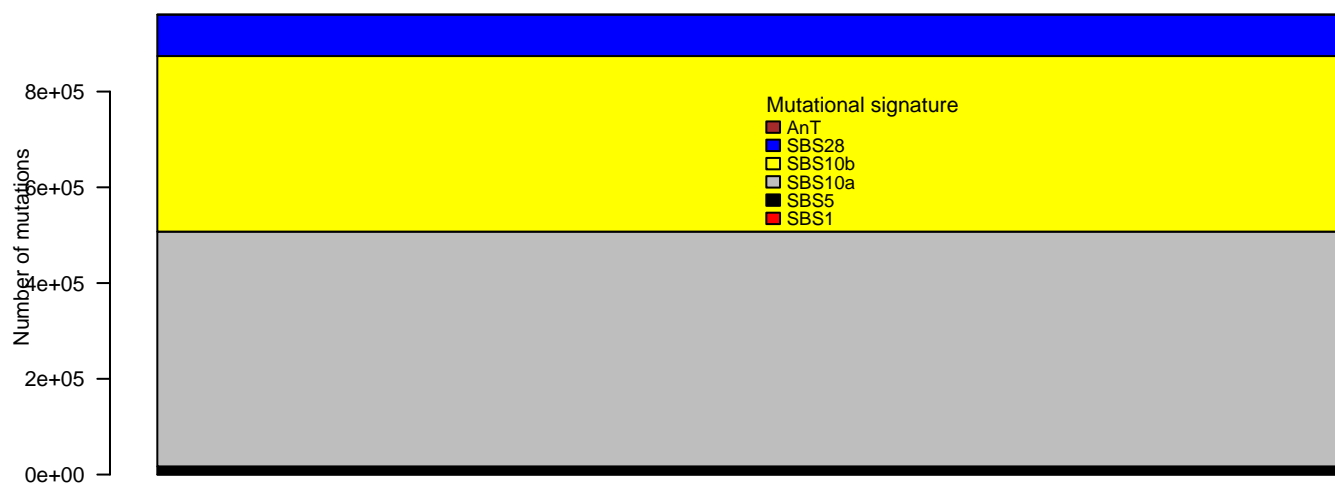 Number of mutations
8e+05
6e+05
4e+05
2e+05
0e+00
Mutational signature
AnT
SBS28
SBS10b
SBS10a
SBS5
SBS1